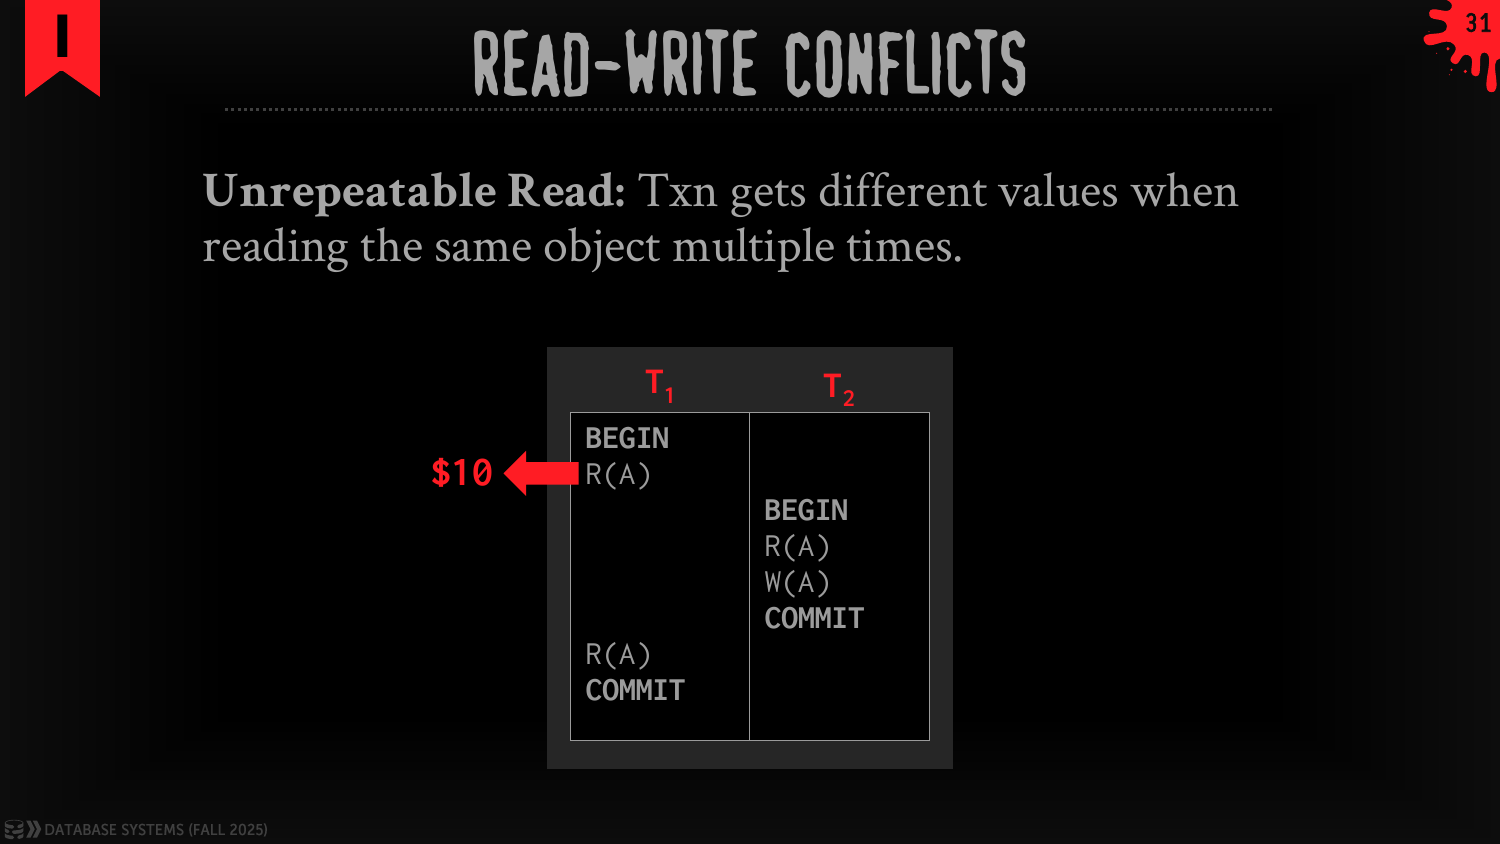 I
31
READ-WRITE CONFLICTS
Unrepeatable Read: Txn gets different values when
reading the same object multiple times.
T1 T2
BEGIN
$10 R(A)
BEGIN
R(A)
W(A)
COMMIT
R(A)
COMMIT
DATABASE SYSTEMS (FALL 2025)